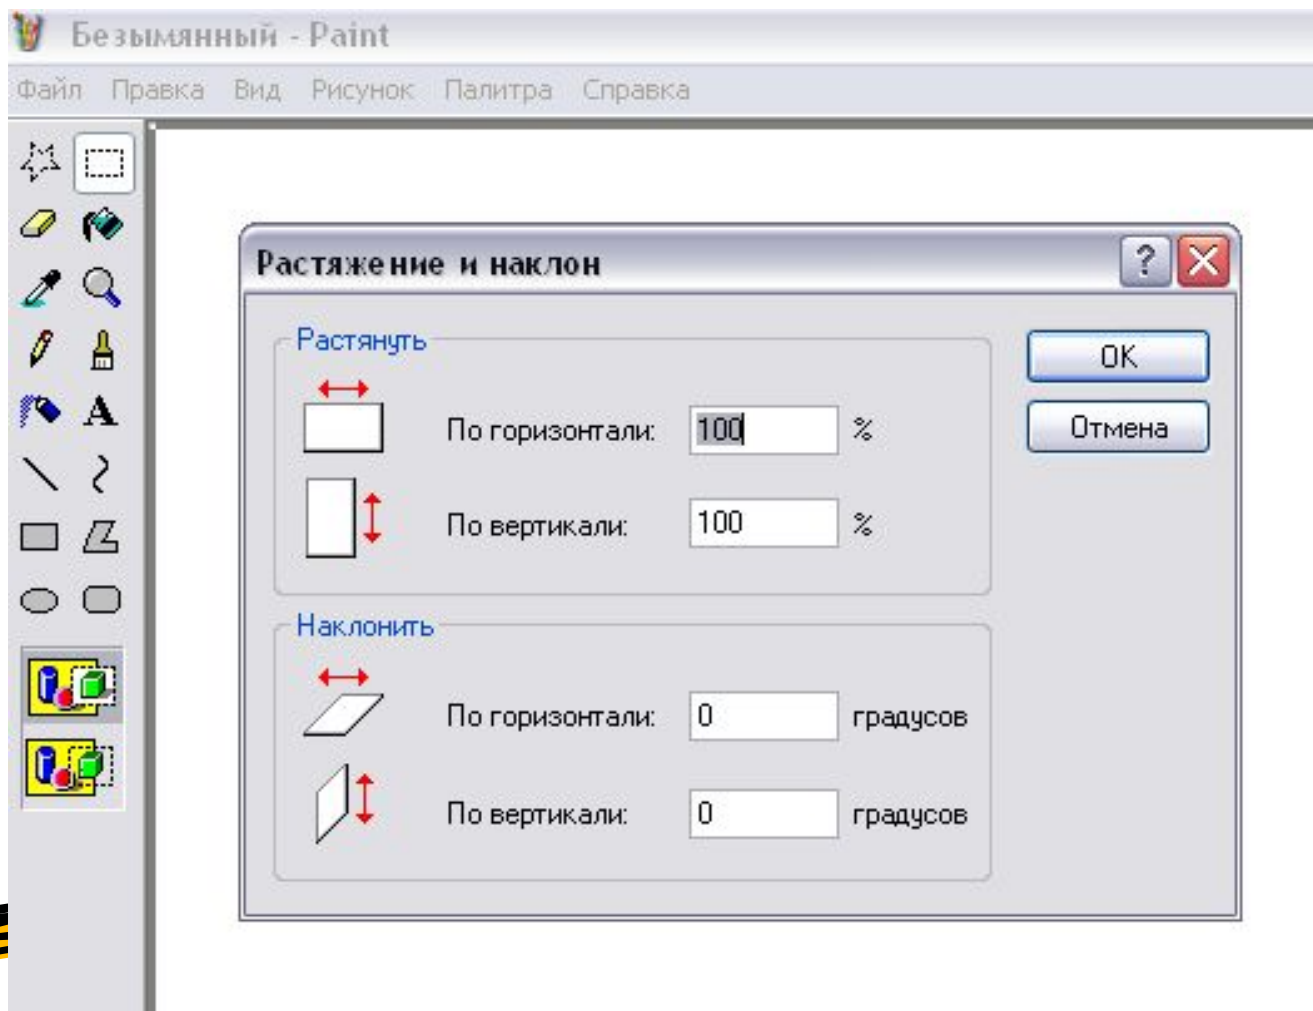 Безымянный - Paint
Файл Правка Вид Рисунок Палитра Справка
A
Растяжение и наклон ?
Растянуть
По горизонтали: 100 %
По вертикали: 100 %
OK
Отмена
Наклонить
По горизонтали: 0 градусов
По вертикали: 0 градусов